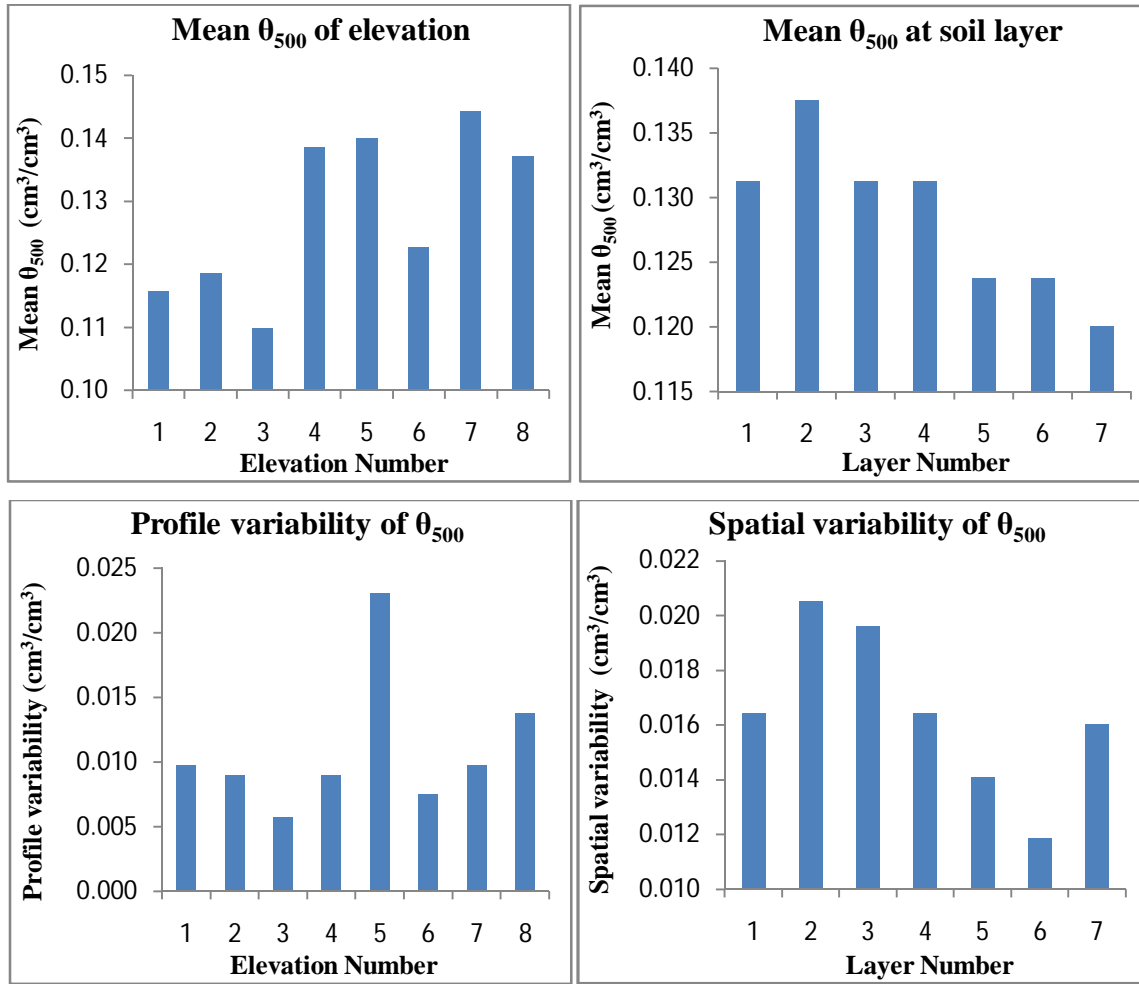 Mean θ500 of elevation
Mean θ500 (cm³/cm³)
0.15
0.14
0.13
0.12
0.11
0.10
1 2 3 4 5 6 7 8
Elevation Number
Mean θ500 at soil layer
Mean θ500 (cm³/cm³)
0.140
0.135
0.130
0.125
0.120
0.115
1 2 3 4 5 6 7
Layer Number
Profile variability of θ500
Profile variability (cm³/cm³)
0.025
0.020
0.015
0.010
0.005
0.000
1 2 3 4 5 6 7 8
Elevation Number
Spatial variability of θ500
Spatial variability (cm³/cm³)
0.022
0.020
0.018
0.016
0.014
0.012
0.010
1 2 3 4 5 6 7
Layer Number